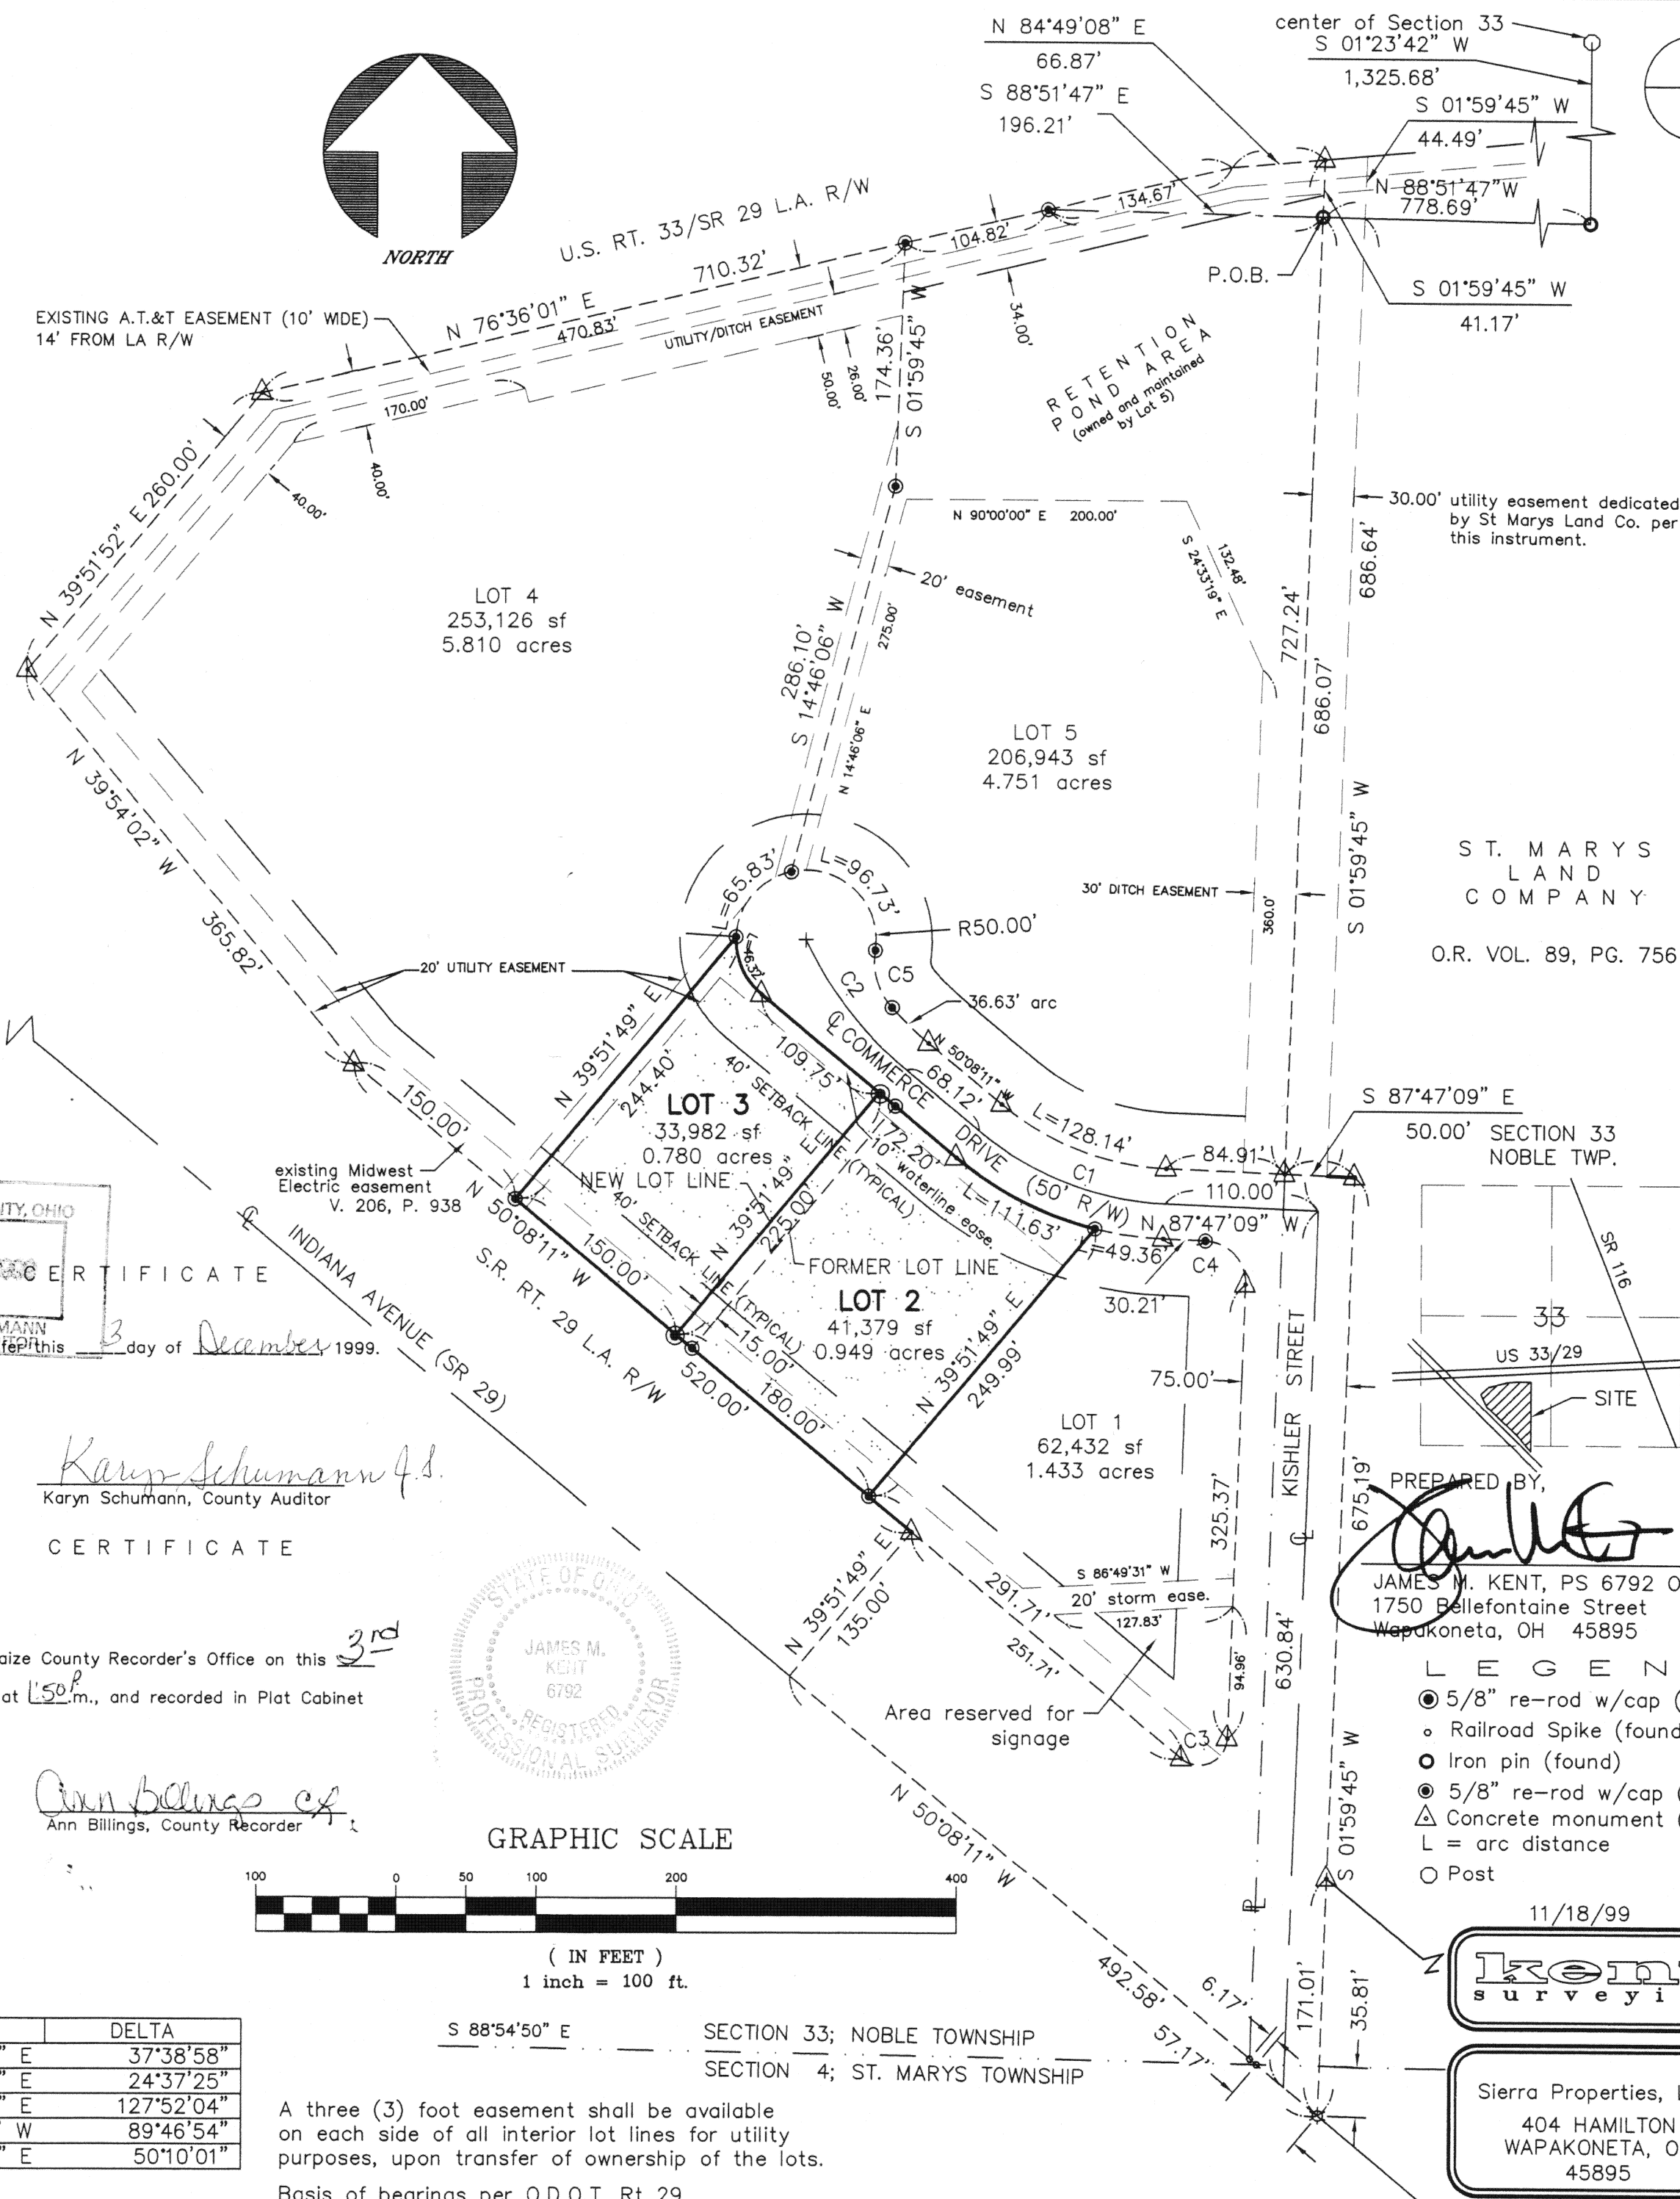 N 84°49'08" E
66.87'
S 88°51'47" E
196.21'
center of Section 33
S 01°23'42" W
1,325.68'
S 01°59'45" W
44.49'
N 88°51'47"W
778.69'
134.67'
104.82'
P.O.B.
S 01°59'45" W
41.17'
NORTH
U.S. RT. 33/SR 29 L.A. R/W
710.32'
N 76°36'01" E
470.83'
UTILITY/DITCH EASEMENT
EXISTING A.T.&T EASEMENT (10' WIDE)
14' FROM LA R/W
170.00'
40.00'
40.00'
50.00'
26.00'
34.00'
174.36'
S 01°59'45" W
RETENTION
POND AREA
(owned and maintained
by Lot 5)
N 39°51'52" E 260.00'
N 90°00'00" E 200.00'
132.48'
S 24°33'19" E
30.00' utility easement dedicated
by St Marys Land Co. per
this instrument.
727.24'
686.07'
686.64'
S 01°59'45" W
20' easement
275.00'
286.10'
S 14°46'06" W
N 14°46'06" E
LOT 4
253,126 sf
5.810 acres
LOT 5
206,943 sf
4.751 acres
N 39°54'02" W
365.82'
ST. MARYS
LAND
COMPANY
O.R. VOL. 89, PG. 756
30' DITCH EASEMENT
360.0'
L=65.83'
L=96.73'
R50.00'
C5
C2
36.63' arc
L=46.32'
20' UTILITY EASEMENT
℄ COMMERCE
DRIVE
(50' R/W)
109.75'
N 50°08'11" W
68.12'
L=128.14'
84.91'
C1
110.00'
N 87°47'09" W
S 87°47'09" E
50.00'
SECTION 33
NOBLE TWP.
172.20'
10' waterline ease.
L=111.63'
L=49.36'
C4
30.21'
N 39°51'49" E
244.40'
LOT 3
33,982 sf
0.780 acres
NEW LOT LINE
40' SETBACK LINE (TYPICAL)
40' SETBACK LINE (TYPICAL)
N 39°51'49" E
225.00'
FORMER LOT LINE
LOT 2
41,379 sf
0.949 acres
N 39°51'49" E
249.99'
150.00'
existing Midwest
Electric easement
V. 206, P. 938
N 50°08'11" W
150.00'
15.00'
520.00'
180.00'
S.R. RT. 29 L.A. R/W
℄ INDIANA AVENUE (SR 29)
LOT 1
62,432 sf
1.433 acres
75.00'
325.37'
KISHLER STREET
℄
675.19'
630.84'
SR 116
33
US 33/29
SITE
TY, OHIO
CERTIFICATE
MANN
fer this 3 day of December, 1999.
Karyn Schumann J.S.
Karyn Schumann, County Auditor
CERTIFICATE
aize County Recorder's Office on this 3rd
at 1:50 P.m., and recorded in Plat Cabinet
Ann Billings
Ann Billings, County Recorder
STATE OF OHIO
JAMES M.
KENT
6792
REGISTERED
PROFESSIONAL SURVEYOR
N 39°51'49" E
135.00'
291.71'
251.71'
S 86°49'31" W
20' storm ease.
127.83'
94.96'
C3
Area reserved for
signage
PREPARED BY,
JAMES M. KENT, PS 6792 O
1750 Bellefontaine Street
Wapakoneta, OH 45895
LEGEN
5/8" re-rod w/cap (
Railroad Spike (found
Iron pin (found)
5/8" re-rod w/cap (
Concrete monument (
L = arc distance
Post
11/18/99
ken
surveyi
S 01°59'45" W
N 50°08'11" W
492.58'
6.17'
57.17'
171.01'
35.81'
GRAPHIC SCALE
100 0 50 100 200 400
( IN FEET )
1 inch = 100 ft.
S 88°54'50" E
SECTION 33; NOBLE TOWNSHIP
SECTION 4; ST. MARYS TOWNSHIP
DELTA
" E 37°38'58"
" E 24°37'25"
" E 127°52'04"
' W 89°46'54"
" E 50°10'01"
A three (3) foot easement shall be available
on each side of all interior lot lines for utility
purposes, upon transfer of ownership of the lots.
Basis of bearings per O.D.O.T. Rt 29
Sierra Properties,
404 HAMILTON
WAPAKONETA, O
45895